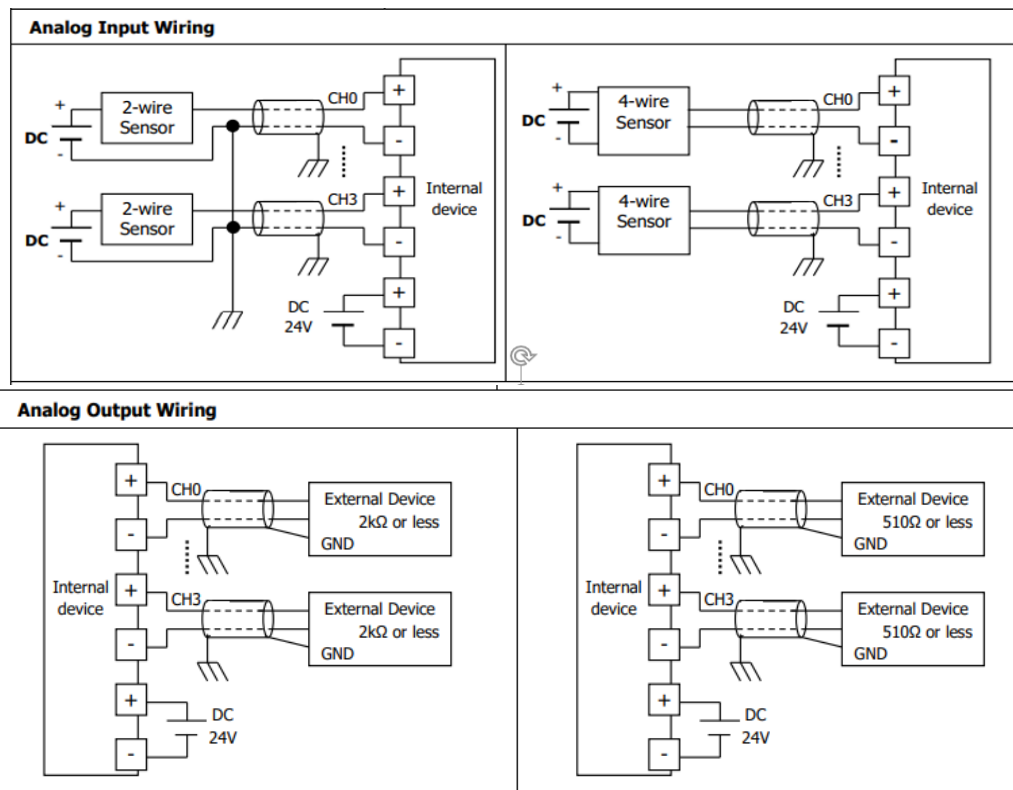 Analog Input Wiring
+
DC
-
2-wire
Sensor
CH0
+
-
+
DC
-
2-wire
Sensor
CH3
+
-
Internal
device
DC
24V
+
-
+
DC
-
4-wire
Sensor
CH0
+
-
+
DC
-
4-wire
Sensor
CH3
+
-
Internal
device
DC
24V
+
-
Analog Output Wiring
Internal
device
+
-
CH0
External Device
2kΩ or less
GND
+
-
CH3
External Device
2kΩ or less
GND
+
-
DC
24V
Internal
device
+
-
CH0
External Device
510Ω or less
GND
+
-
CH3
External Device
510Ω or less
GND
+
-
DC
24V